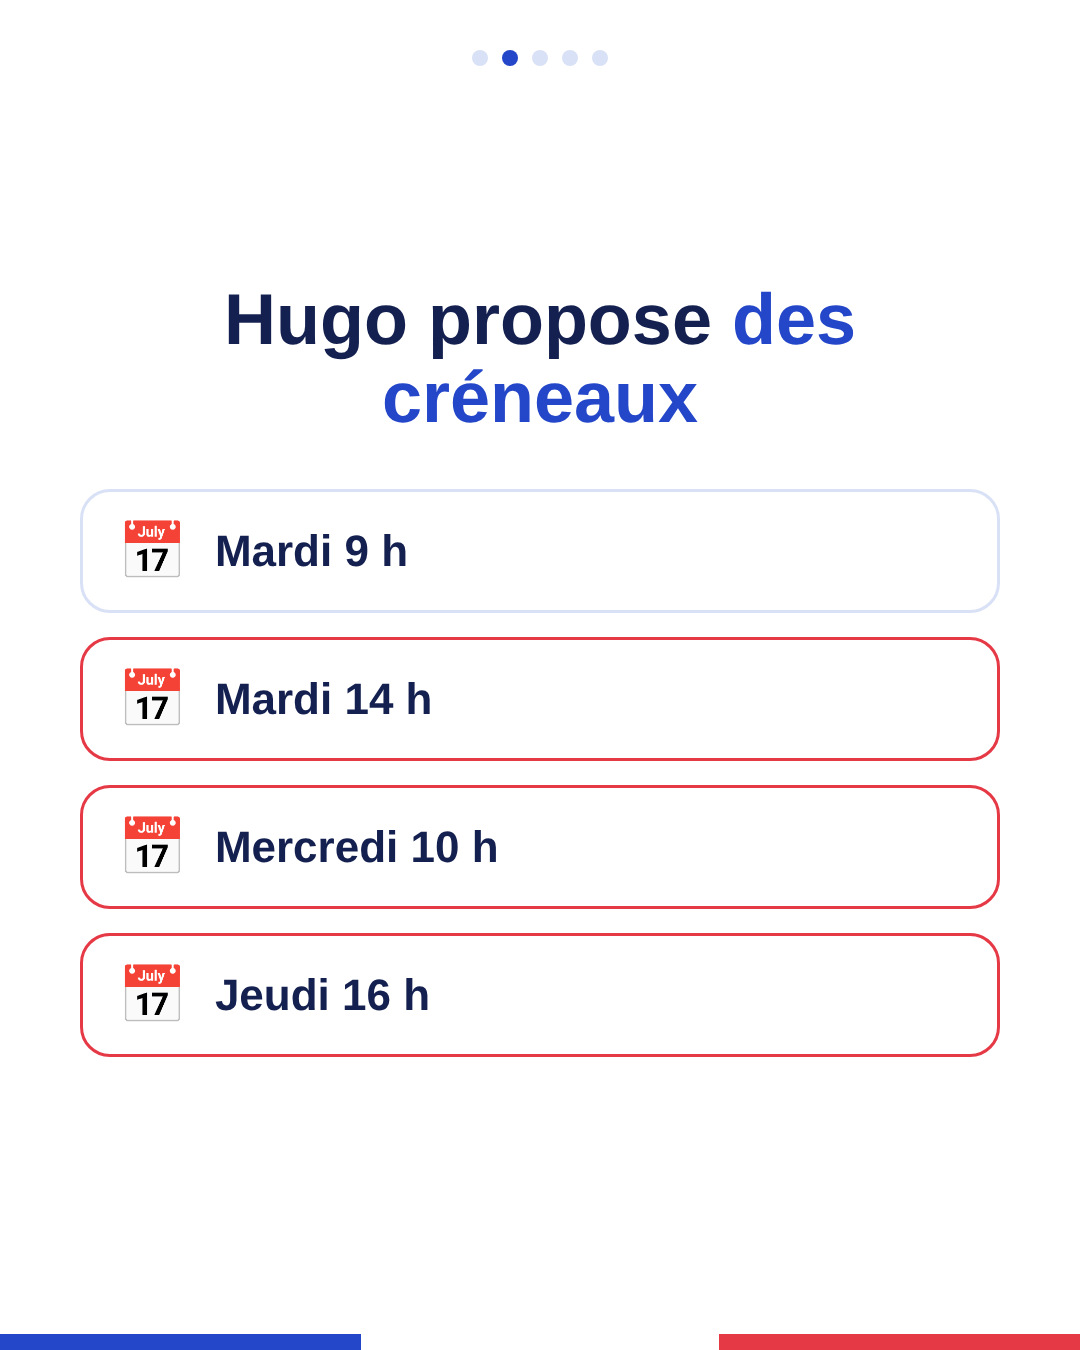 Hugo propose des
créneaux
July
17
Mardi 9 h
July
17
Mardi 14 h
July
17
Mercredi 10 h
July
17
Jeudi 16 h